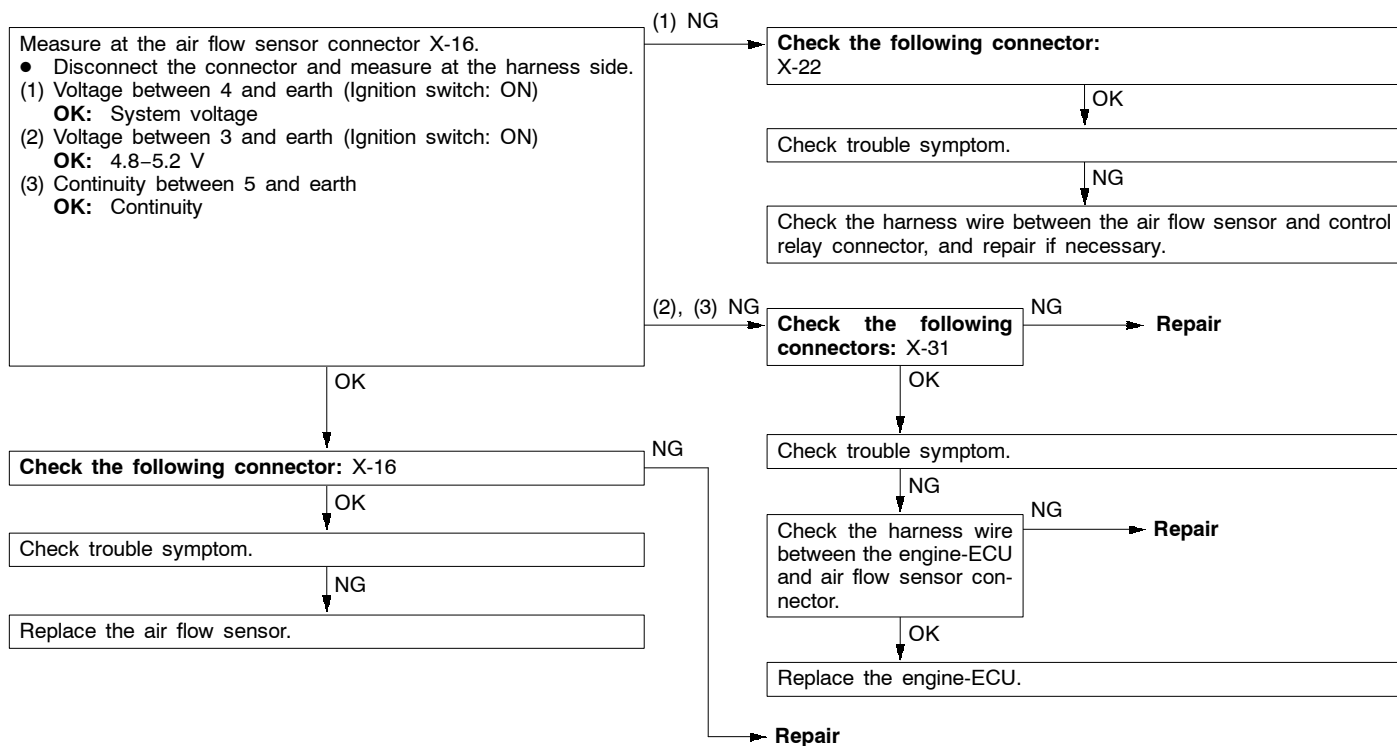 Measure at the air flow sensor connector X-16.
● Disconnect the connector and measure at the harness side.
(1) Voltage between 4 and earth (Ignition switch: ON)
OK: System voltage
(2) Voltage between 3 and earth (Ignition switch: ON)
OK: 4.8–5.2 V
(3) Continuity between 5 and earth
OK: Continuity
(1) NG
Check the following connector:
X-22
OK
Check trouble symptom.
NG
Check the harness wire between the air flow sensor and control
relay connector, and repair if necessary.
(2), (3) NG
Check the following
connectors: X-31
NG
Repair
OK
Check trouble symptom.
NG
Check the harness wire
between the engine-ECU
and air flow sensor con-
nector.
NG
Repair
OK
Replace the engine-ECU.
OK
Check the following connector: X-16
NG
OK
Check trouble symptom.
NG
Replace the air flow sensor.
Repair